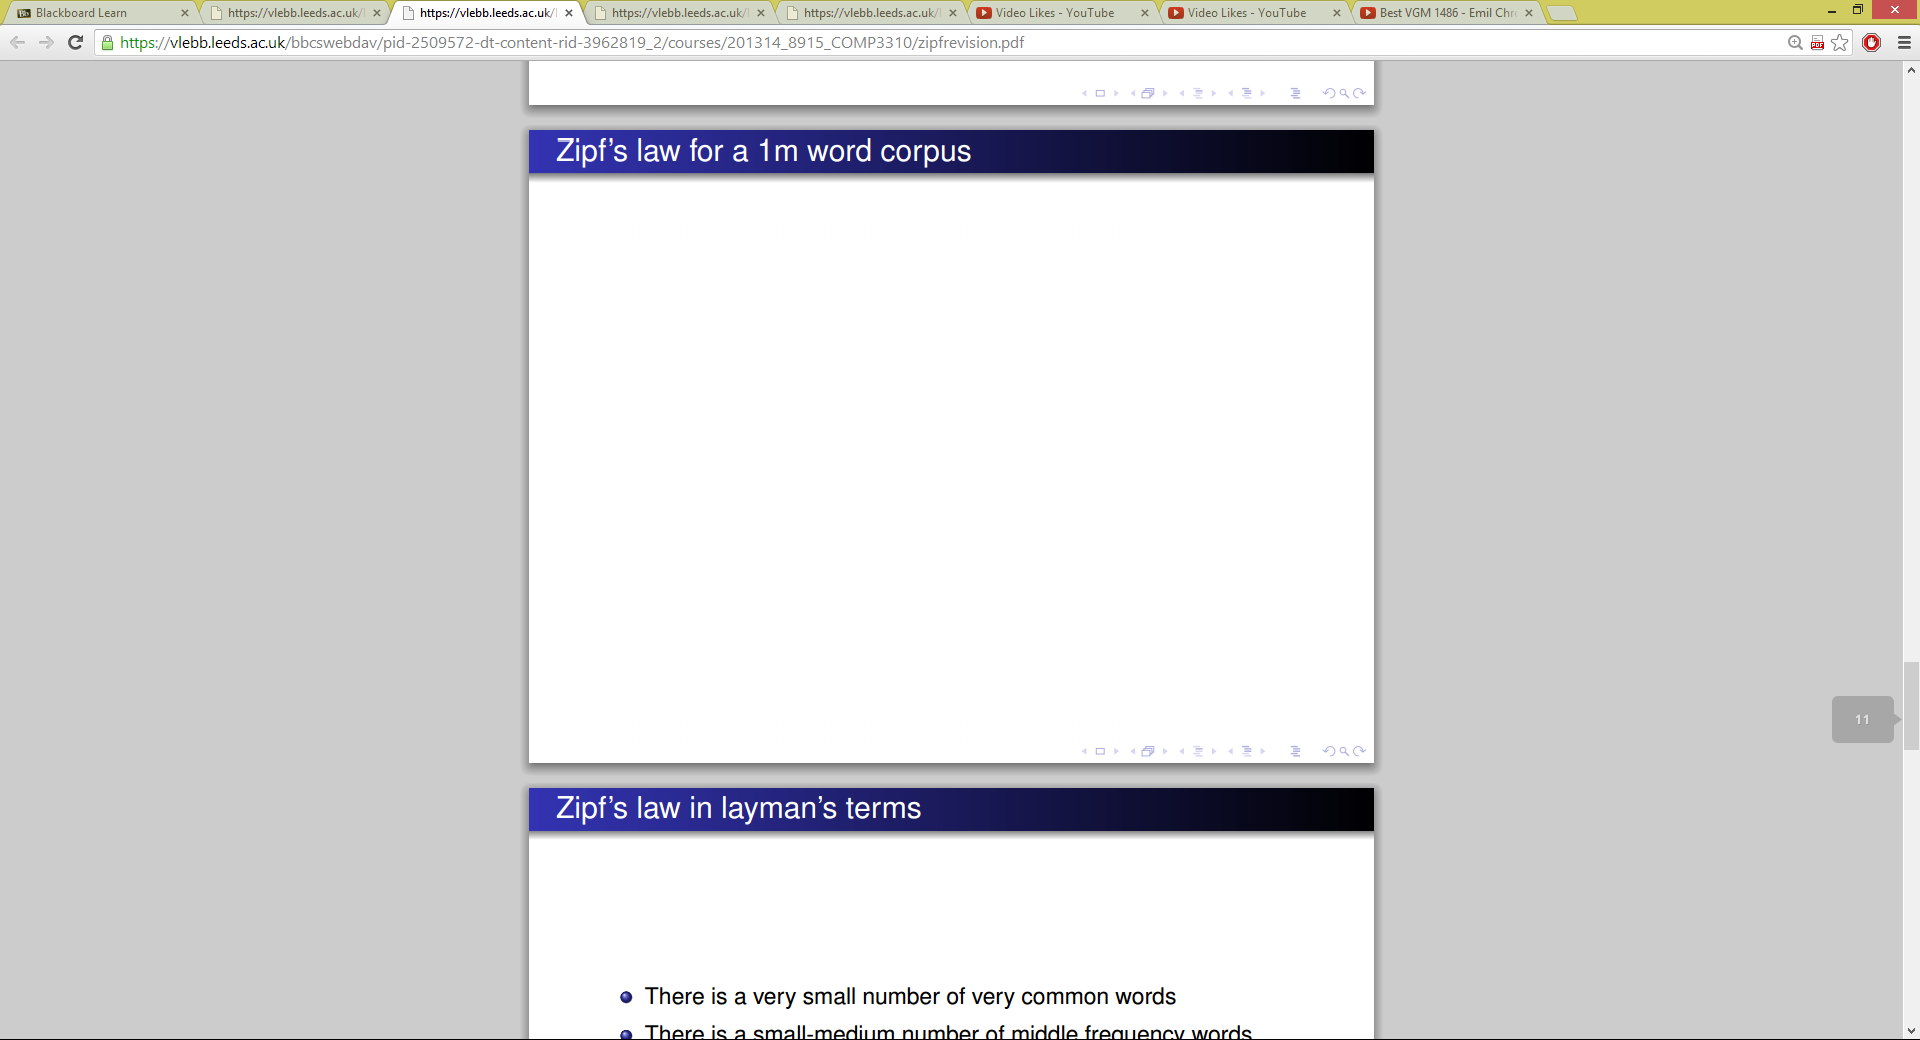 Blackboard Learn
https://vlebb.leeds.ac.uk/
https://vlebb.leeds.ac.uk/
https://vlebb.leeds.ac.uk/
https://vlebb.leeds.ac.uk/
Video Likes - YouTube
Video Likes - YouTube
Best VGM 1486 - Emil Chr
https://vlebb.leeds.ac.uk/bbcswebdav/pid-2509572-dt-content-rid-3962819_2/courses/201314_8915_COMP3310/zipfrevision.pdf
Zipf's law for a 1m word corpus
11
Zipf's law in layman's terms
There is a very small number of very common words
There is a small-medium number of middle frequency words